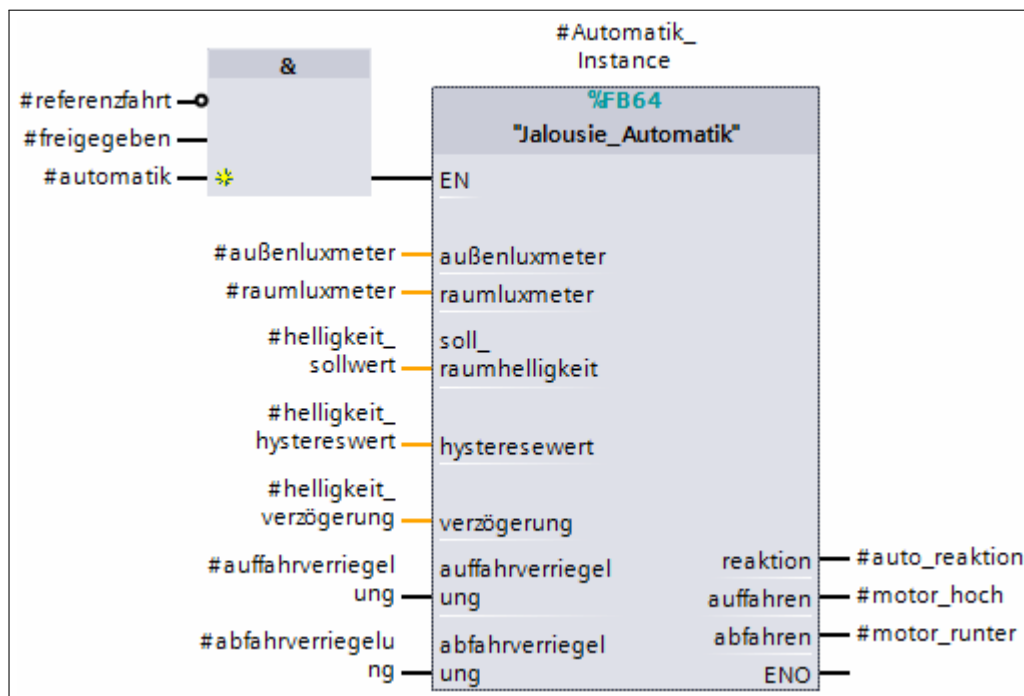 #Automatik_
Instance
&
%FB64
"Jalousie_Automatik"
#referenzfahrt
#freigegeben
#automatik
EN
#außenluxmeter
außenluxmeter
#raumluxmeter
raumluxmeter
#helligkeit_
sollwert
soll_
raumhelligkeit
#helligkeit_
hystereswert
hysteresewert
#helligkeit_
verzögerung
verzögerung
#auffahrverriegel
ung
auffahrverriegel
ung
#abfahrverriegelu
ng
abfahrverriegel
ung
reaktion
#auto_reaktion
auffahren
#motor_hoch
abfahren
#motor_runter
ENO